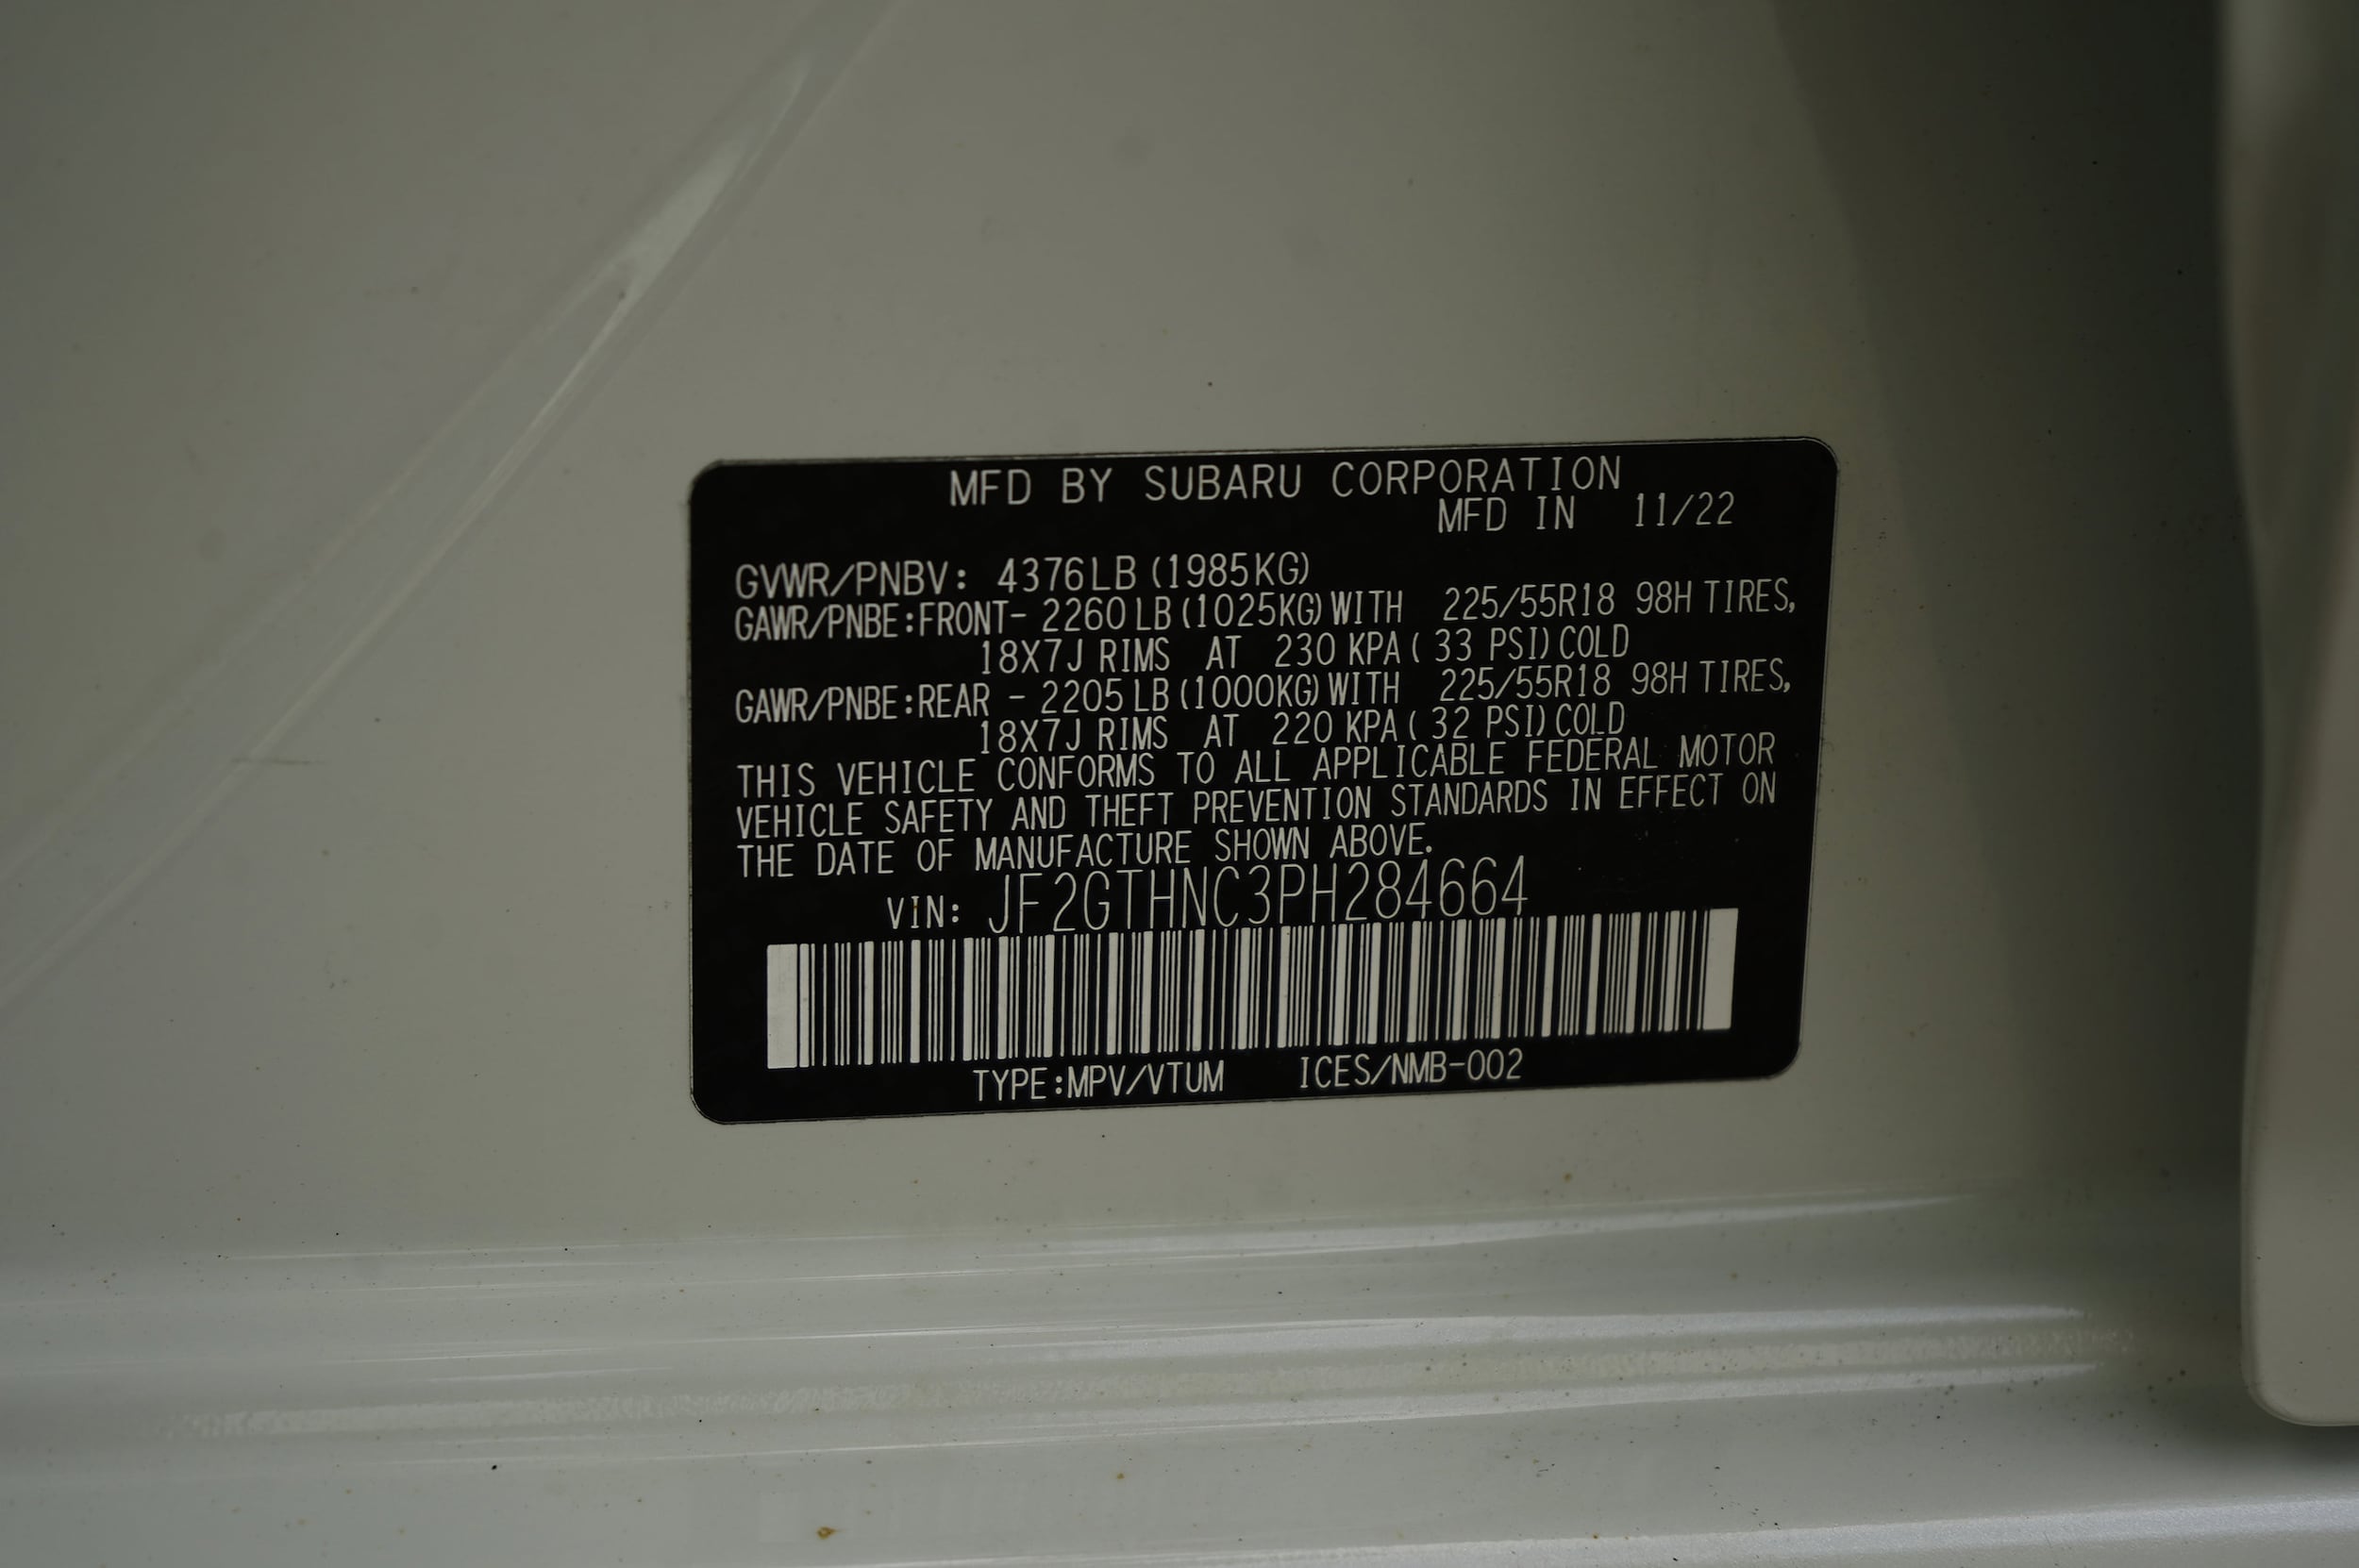 MFD BY SUBARU CORPORATION
MFD IN 11/22
GVWR/PNBV: 4376LB (1985KG)
GAWR/PNBE:FRONT- 2260 LB (1025KG) WITH 225/55R18 98H TIRES,
18X7J RIMS AT 230 KPA ( 33 PSI) COLD
GAWR/PNBE:REAR - 2205 LB (1000KG) WITH 225/55R18 98H TIRES,
18X7J RIMS AT 220 KPA ( 32 PSI) COLD
THIS VEHICLE CONFORMS TO ALL APPLICABLE FEDERAL MOTOR
VEHICLE SAFETY AND THEFT PREVENTION STANDARDS IN EFFECT ON
THE DATE OF MANUFACTURE SHOWN ABOVE.
VIN: JF2GTHNC3PH284664
TYPE:MPV/VTUM ICES/NMB-002